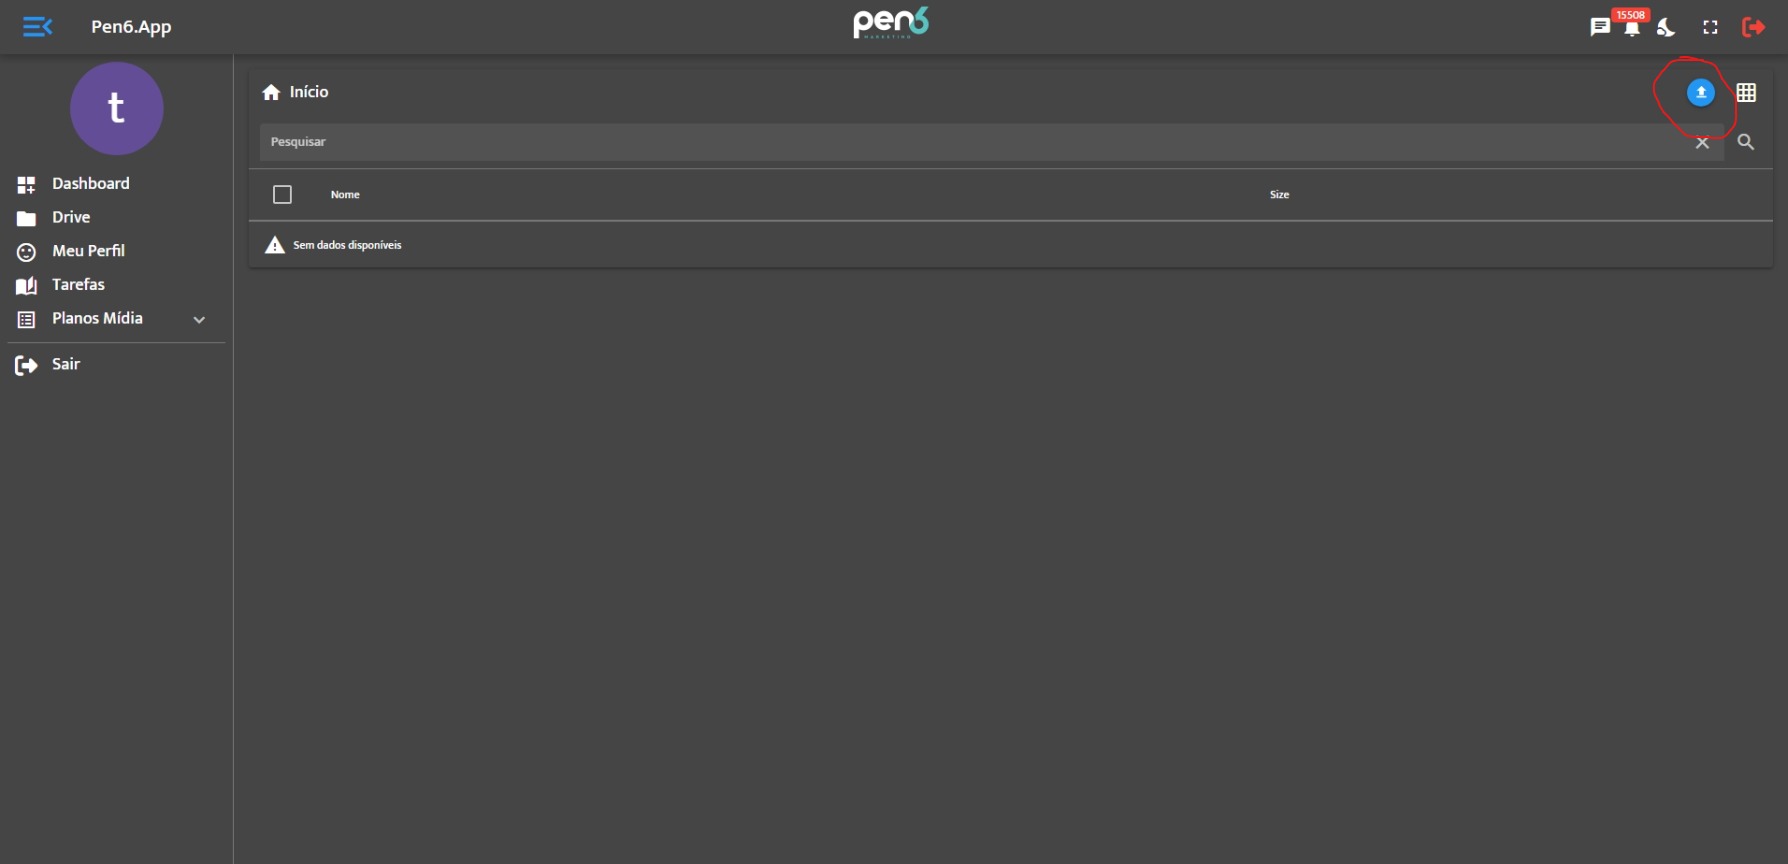 Pen6.App
pen6
MARKETING
15508
t
Início
Pesquisar
Dashboard
Drive
Meu Perfil
Tarefas
Planos Mídia
Sair
Nome
Size
Sem dados disponíveis